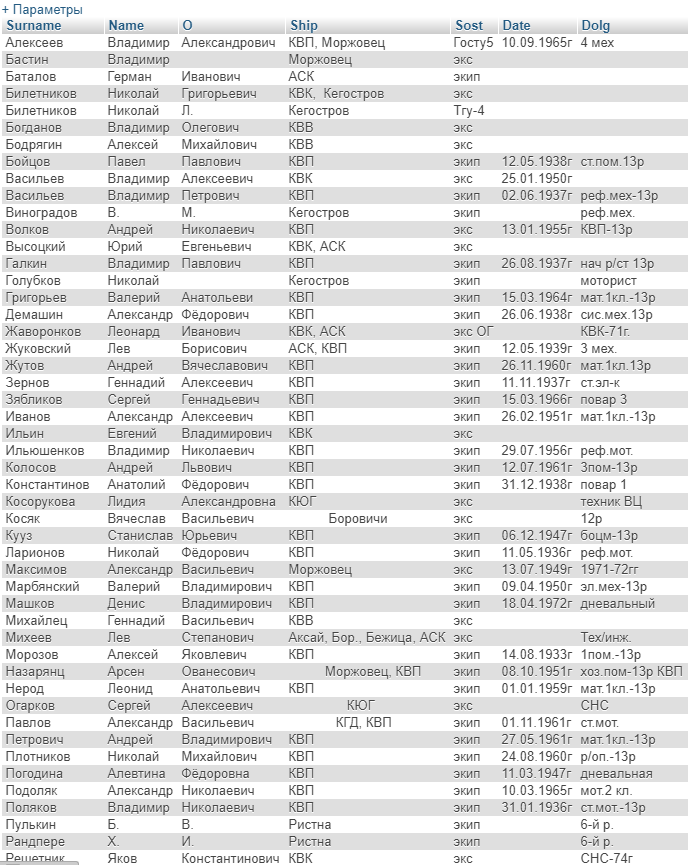 + Параметры
Surname Name O Ship Sost Date Dolg
Алексеев Владимир Александрович КВП, Моржовец Госту5 10.09.1965г 4 мех
Бастин Владимир Моржовец экс
Баталов Герман Иванович АСК экип
Билетников Николай Григорьевич КВК, Кегостров экс
Билетников Николай Л. Кегостров Тгу-4
Богданов Владимир Олегович КВВ экс
Бодрягин Алексей Михайлович КВВ экс
Бойцов Павел Павлович КВП экип 12.05.1938г ст.пом.13р
Васильев Владимир Алексеевич КВК экс 25.01.1950г
Васильев Владимир Петрович КВП экип 02.06.1937г реф.мех-13р
Виноградов В. М. Кегостров экип реф.мех.
Волков Андрей Николаевич КВП экс 13.01.1955г КВП-13р
Высоцкий Юрий Евгеньевич КВК, АСК экс
Галкин Владимир Павлович КВП экип 26.08.1937г нач р/ст 13р
Голубков Николай Кегостров экип моторист
Григорьев Валерий Анатольеви КВП экип 15.03.1964г мат.1кл.-13р
Демашин Александр Фёдорович КВП экип 26.06.1938г сис.мех.13р
Жаворонков Леонард Иванович КВК, АСК экс ОГ КВК-71г.
Жуковский Лев Борисович АСК, КВП экип 12.05.1939г 3 мех.
Жутов Андрей Вячеславович КВП экип 26.11.1960г мат.1кл.13р
Зернов Геннадий Алексеевич КВП экип 11.11.1937г ст.эл-к
Зябликов Сергей Геннадьевич КВП экип 15.03.1966г повар 3
Иванов Александр Алексеевич КВП экип 26.02.1951г мат.1кл.-13р
Ильин Евгений Владимирович КВК экс
Ильюшенков Владимир Николаевич КВП экип 29.07.1956г реф.мот.
Колосов Андрей Львович КВП экип 12.07.1961г 3пом-13р
Константинов Анатолий Фёдорович КВП экип 31.12.1938г повар 1
Косорукова Лидия Александровна КЮГ экс техник ВЦ
Косяк Вячеслав Васильевич Боровичи экс 12р
Кууз Станислав Юрьевич КВП экип 06.12.1947г боцм-13р
Ларионов Николай Фёдорович КВП экип 11.05.1936г реф.мот.
Максимов Александр Васильевич Моржовец экс 13.07.1949г 1971-72гг
Марбянский Валерий Владимирович КВП экип 09.04.1950г эл.мех-13р
Машков Денис Владимирович КВП экип 18.04.1972г дневальный
Михайлец Геннадий Васильевич КВВ экс
Михеев Лев Степанович Аксай, Бор., Бежица, АСК экс Тех/инж.
Морозов Алексей Яковлевич КВП экип 14.08.1933г 1пом.-13р
Назарянц Арсен Ованесович Моржовец, КВП экип 08.10.1951г хоз.пом-13р КВП
Нерод Леонид Анатольевич КВП экип 01.01.1959г мат.1кл.-13р
Огарков Сергей Алексеевич КЮГ экс СНС
Павлов Александр Васильевич КГД, КВП экип 01.11.1961г ст.мот.
Петрович Андрей Владимирович КВП экип 27.05.1961г мат.1кл.-13р
Плотников Николай Михайлович КВП экип 24.08.1960г р/оп.-13р
Погодина Алевтина Фёдоровна КВП экип 11.03.1947г дневальная
Подоляк Александр Николаевич КВП экип 10.03.1965г мот.2 кл.
Поляков Владимир Николаевич КВП экип 31.01.1936г ст.мот.-13р
Пулькин Б. В. Ристна экип 6-й р.
Рандпере Х. И. Ристна экип 6-й р.
Решетник Яков Константинович КВК экс СНС-74г